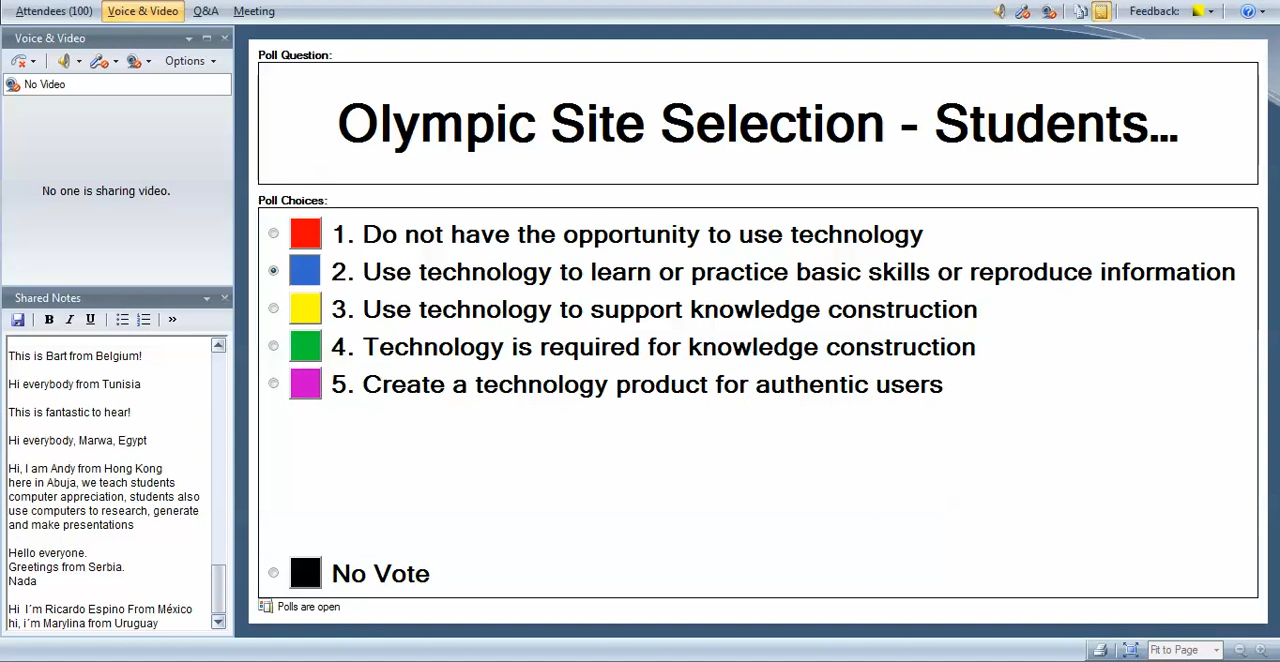 Attendees (100) Voice & Video Q&A Meeting Feedback:
Voice & Video
Options
No Video
No one is sharing video.
Shared Notes
B I U »
This is Bart from Belgium!
Hi everybody from Tunisia
This is fantastic to hear!
Hi everybody, Marwa, Egypt
Hi, I am Andy from Hong Kong
here in Abuja, we teach students
computer appreciation, students also
use computers to research, generate
and make presentations
Hello everyone.
Greetings from Serbia.
Nada
Hi I´m Ricardo Espino From México
hi, i´m Marylina from Uruguay
Poll Question:
Olympic Site Selection - Students...
Poll Choices:
1. Do not have the opportunity to use technology
2. Use technology to learn or practice basic skills or reproduce information
3. Use technology to support knowledge construction
4. Technology is required for knowledge construction
5. Create a technology product for authentic users
No Vote
Polls are open
Fit to Page